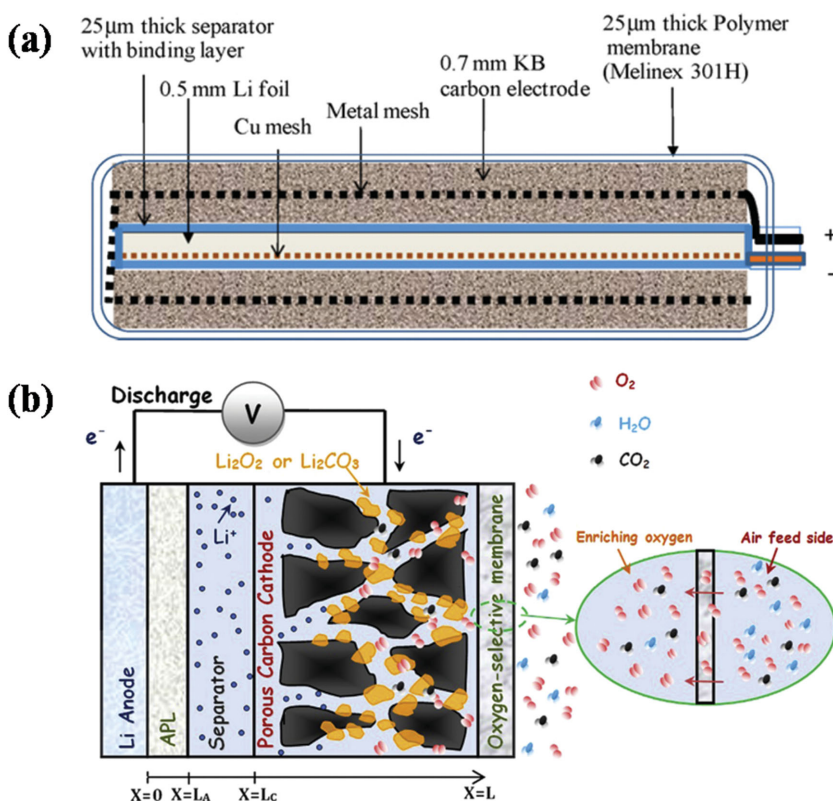 (a)
25μm thick separator
with binding layer
0.5 mm Li foil
Cu mesh
Metal mesh
0.7 mm KB
carbon electrode
25μm thick Polymer
membrane
(Melinex 301H)
+
-
(b)
Discharge
V
e⁻
e⁻
Li₂O₂ or Li₂CO₃
Li⁺
Li Anode
APL
Separator
Porous Carbon Cathode
Oxygen-selective membrane
X=0
X=L_A
X=L_C
X=L
O₂
H₂O
CO₂
Enriching oxygen
Air feed side